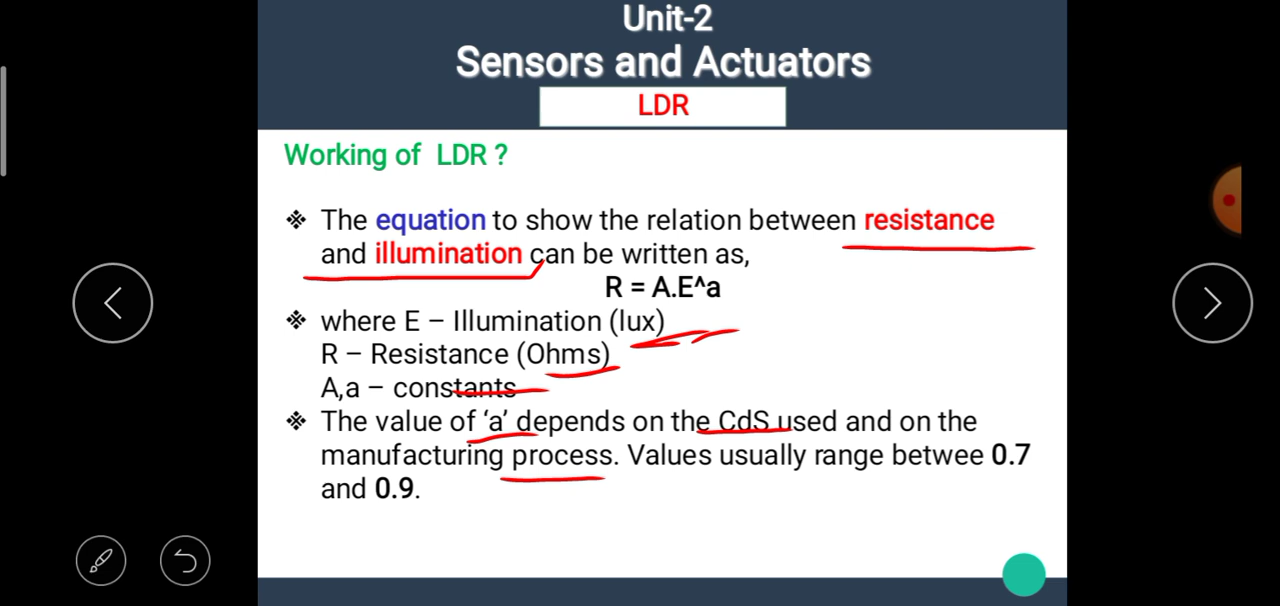 Unit-2
Sensors and Actuators
LDR
Working of LDR ?
❖ The equation to show the relation between resistance
and illumination can be written as,
R = A.E^a
❖ where E – Illumination (lux)
R – Resistance (Ohms)
A,a – constants
❖ The value of ‘a’ depends on the CdS used and on the
manufacturing process. Values usually range betwee 0.7
and 0.9.